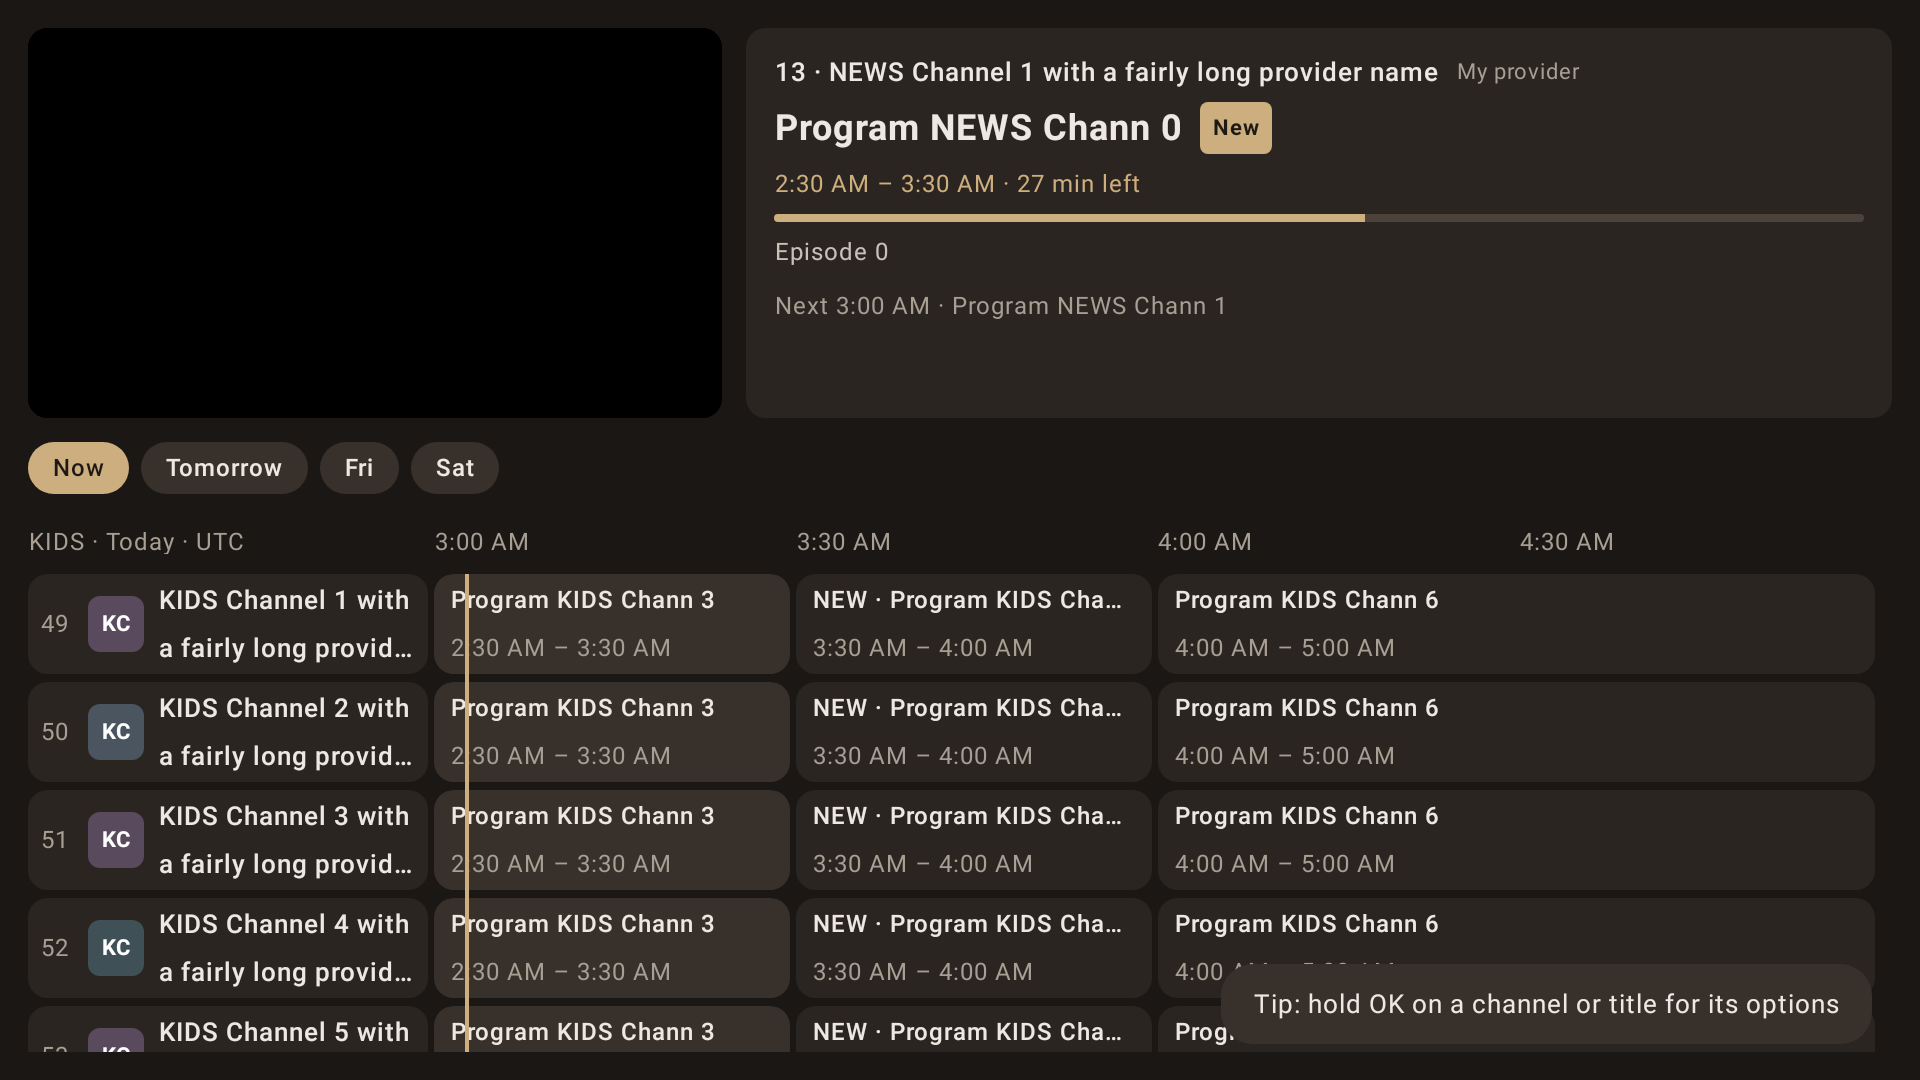 13 · NEWS Channel 1 with a fairly long provider name My provider
Program NEWS Chann 0 New
2:30 AM – 3:30 AM · 27 min left
Episode 0
Next 3:00 AM · Program NEWS Chann 1
Now Tomorrow Fri Sat
KIDS · Today · UTC 3:00 AM 3:30 AM 4:00 AM 4:30 AM
49 KC KIDS Channel 1 with a fairly long provid…
Program KIDS Chann 3 NEW · Program KIDS Cha… Program KIDS Chann 6
2:30 AM – 3:30 AM 3:30 AM – 4:00 AM 4:00 AM – 5:00 AM
50 KC KIDS Channel 2 with a fairly long provid…
Program KIDS Chann 3 NEW · Program KIDS Cha… Program KIDS Chann 6
2:30 AM – 3:30 AM 3:30 AM – 4:00 AM 4:00 AM – 5:00 AM
51 KC KIDS Channel 3 with a fairly long provid…
Program KIDS Chann 3 NEW · Program KIDS Cha… Program KIDS Chann 6
2:30 AM – 3:30 AM 3:30 AM – 4:00 AM 4:00 AM – 5:00 AM
52 KC KIDS Channel 4 with a fairly long provid…
Program KIDS Chann 3 NEW · Program KIDS Cha… Program KIDS Chann 6
2:30 AM – 3:30 AM 3:30 AM – 4:00 AM 4:00
KIDS Channel 5 with
Program KIDS Chann 3 NEW · Program KIDS Cha…
Tip: hold OK on a channel or title for its options